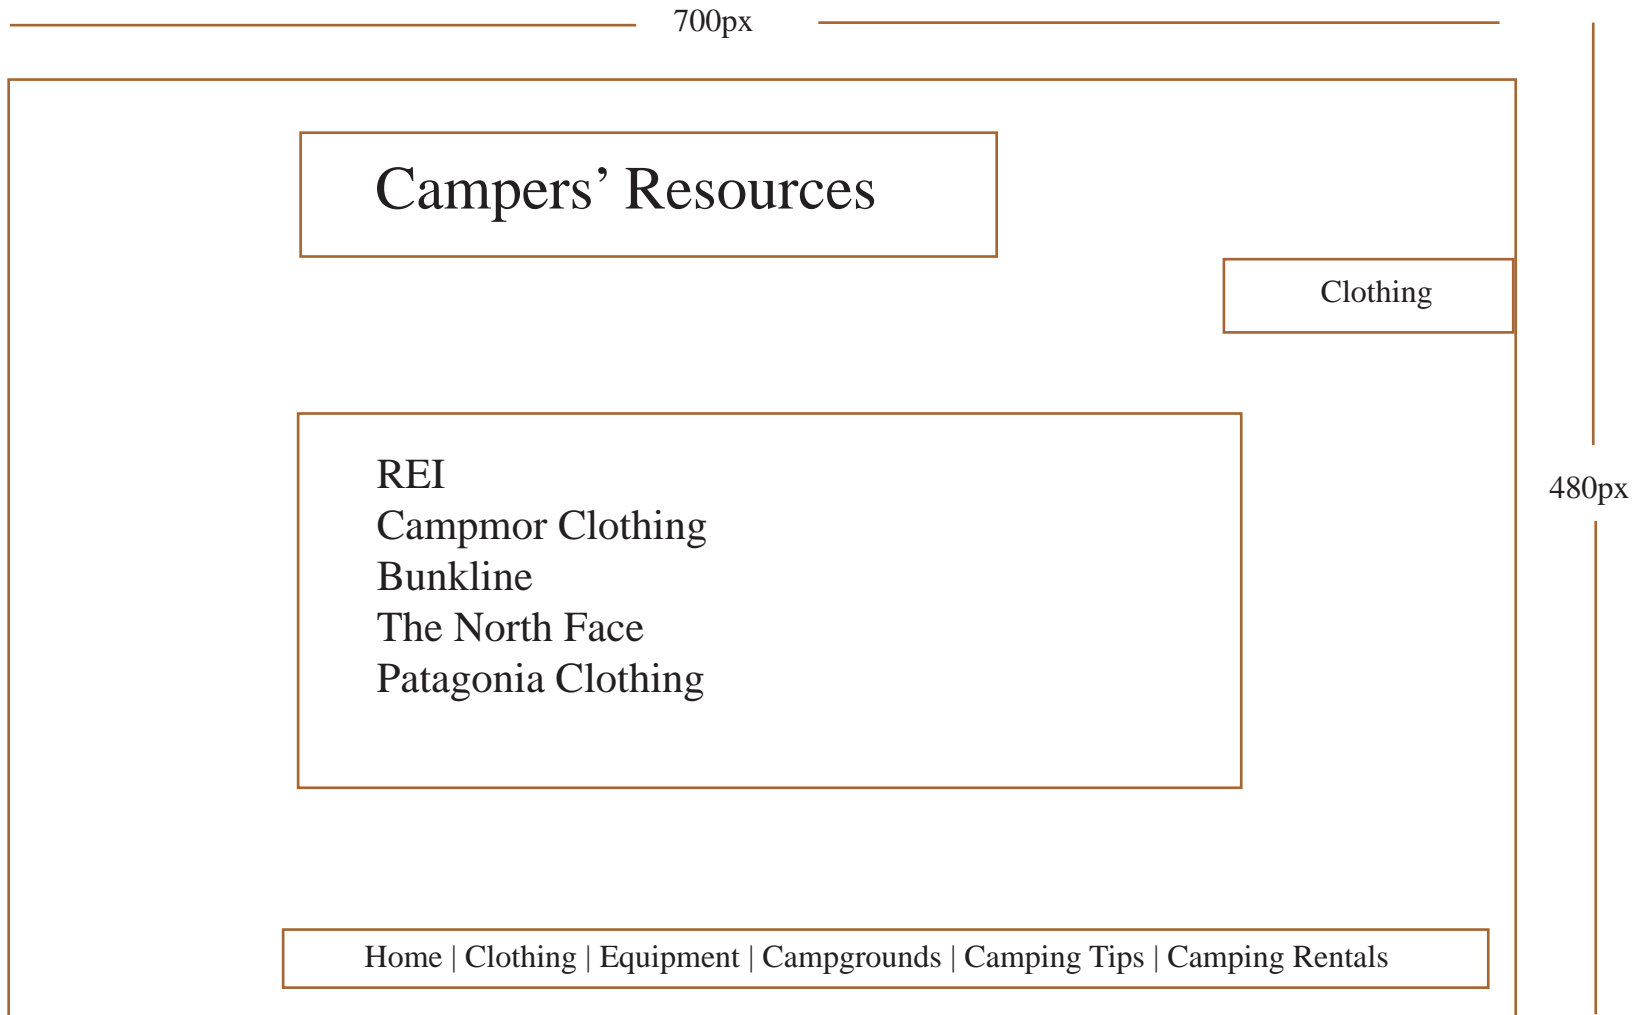 700px
Campers’ Resources
Clothing
REI
Campmor Clothing
480px
Bunkline
The North Face
Patagonia Clothing
Home | Clothing | Equipment | Campgrounds | Camping Tips | Camping Rentals